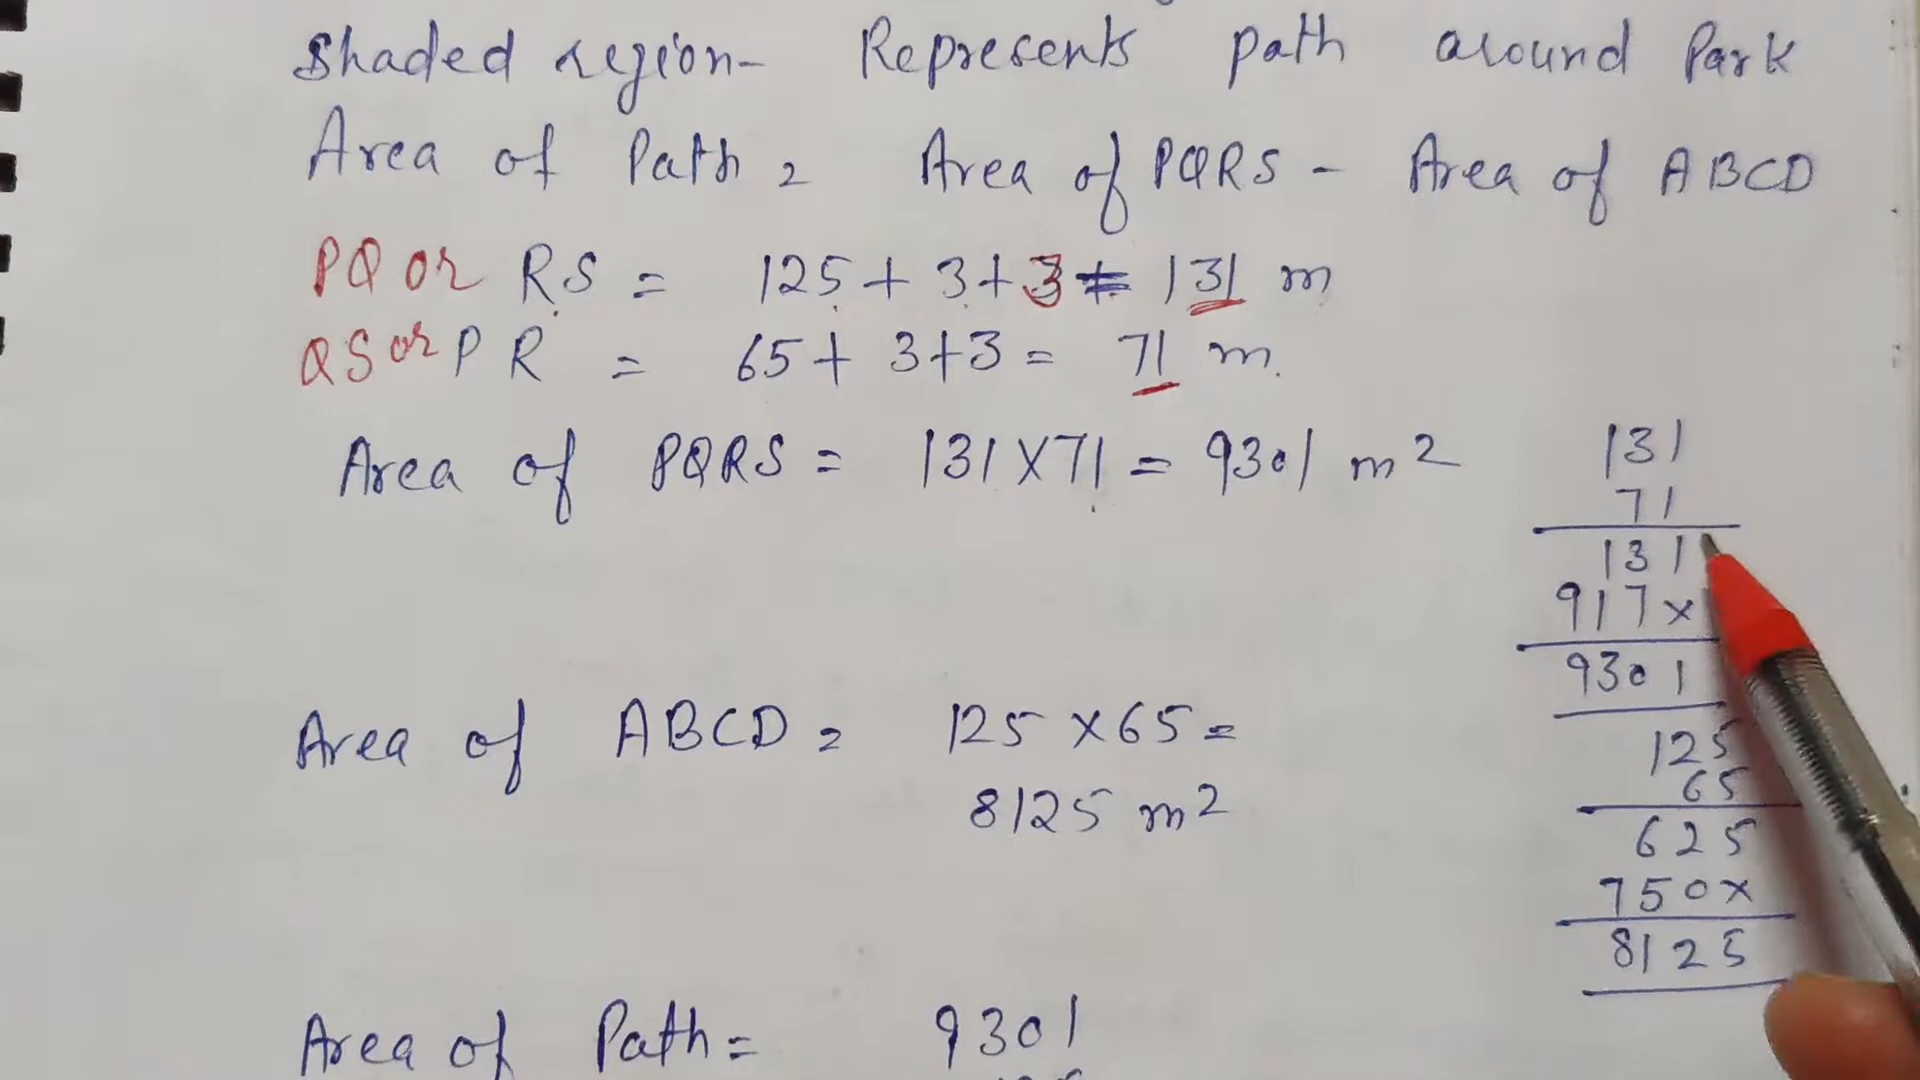 Shaded region- Represents path around Park
Area of Path = Area of PQRS - Area of ABCD
PQ or RS = 125 + 3+3 = 131 m
QS or PR = 65 + 3+3 = 71 m.
Area of PQRS = 131 X 71 = 9301 m2
131
71
131
917x
9301
Area of ABCD = 125 x 65 =
8125 m2
125
65
625
750x
8125
Area of Path = 9301